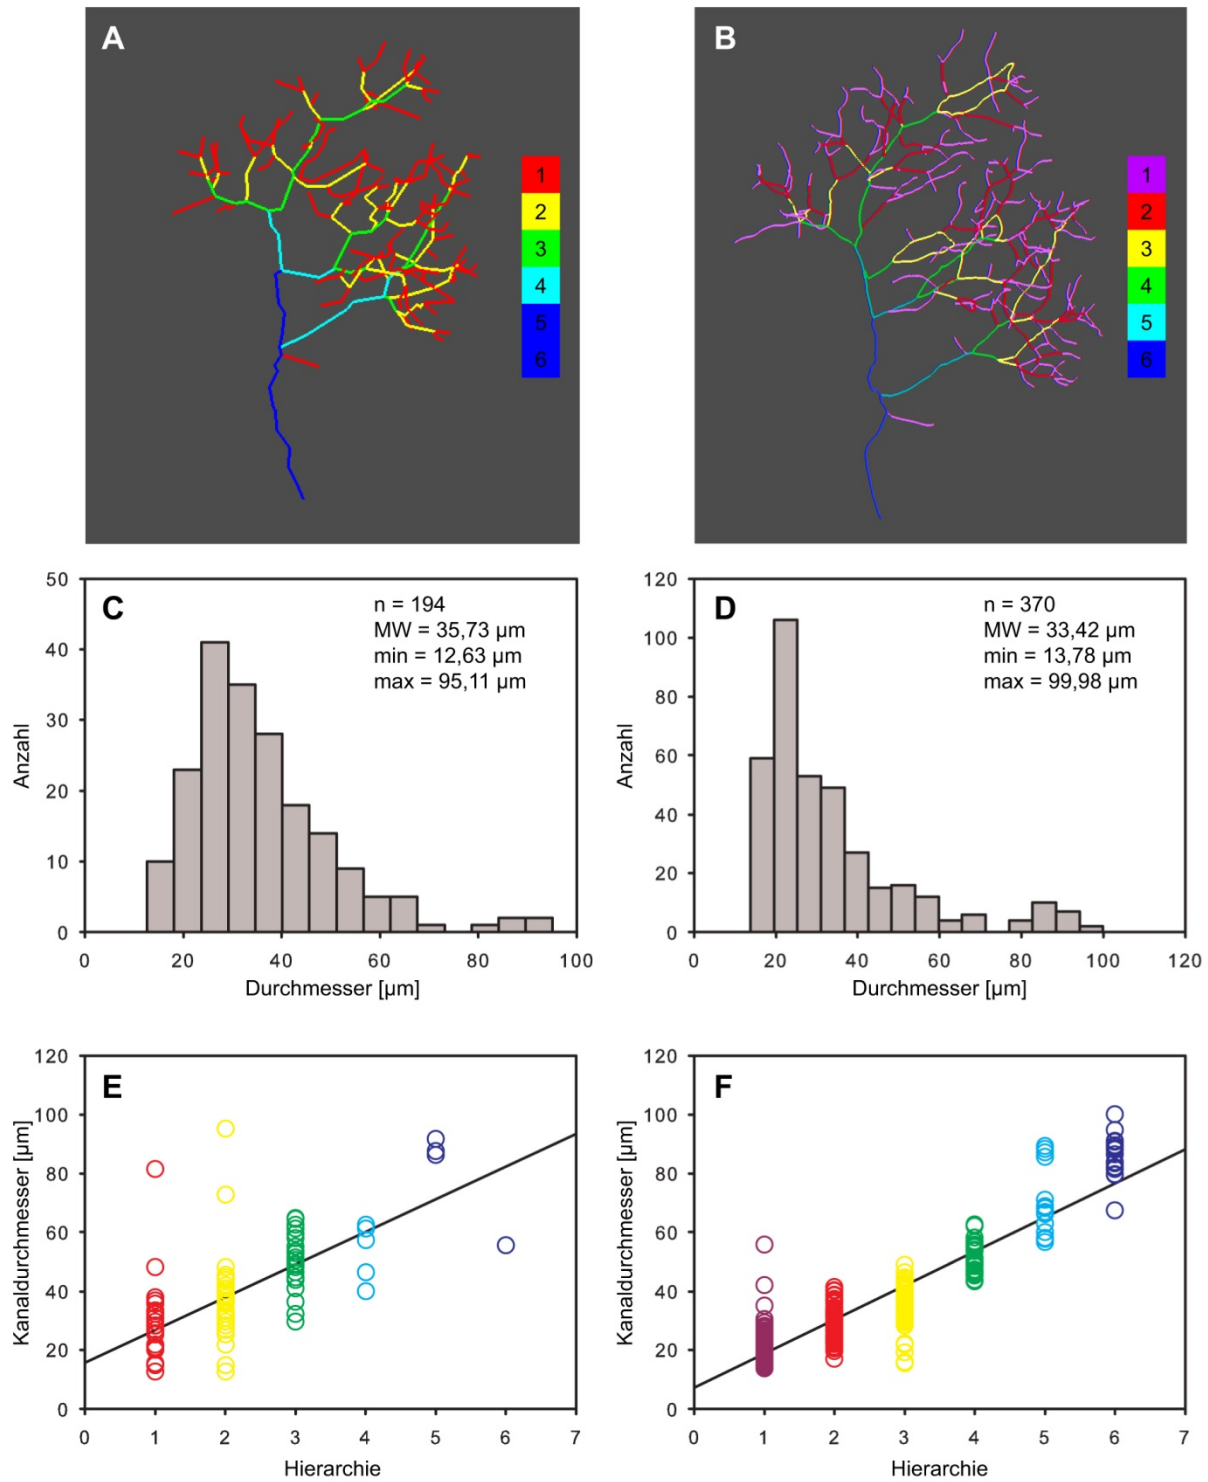 A
1
2
3
4
5
6
B
1
2
3
4
5
6
C
n = 194
MW = 35,73 µm
min = 12,63 µm
max = 95,11 µm
50
40
30
20
10
0
Anzahl
0 20 40 60 80 100
Durchmesser [µm]
D
n = 370
MW = 33,42 µm
min = 13,78 µm
max = 99,98 µm
120
100
80
60
40
20
0
Anzahl
0 20 40 60 80 100 120
Durchmesser [µm]
E
120
100
80
60
40
20
0
Kanaldurchmesser [µm]
0 1 2 3 4 5 6 7
Hierarchie
F
120
100
80
60
40
20
0
Kanaldurchmesser [µm]
0 1 2 3 4 5 6 7
Hierarchie